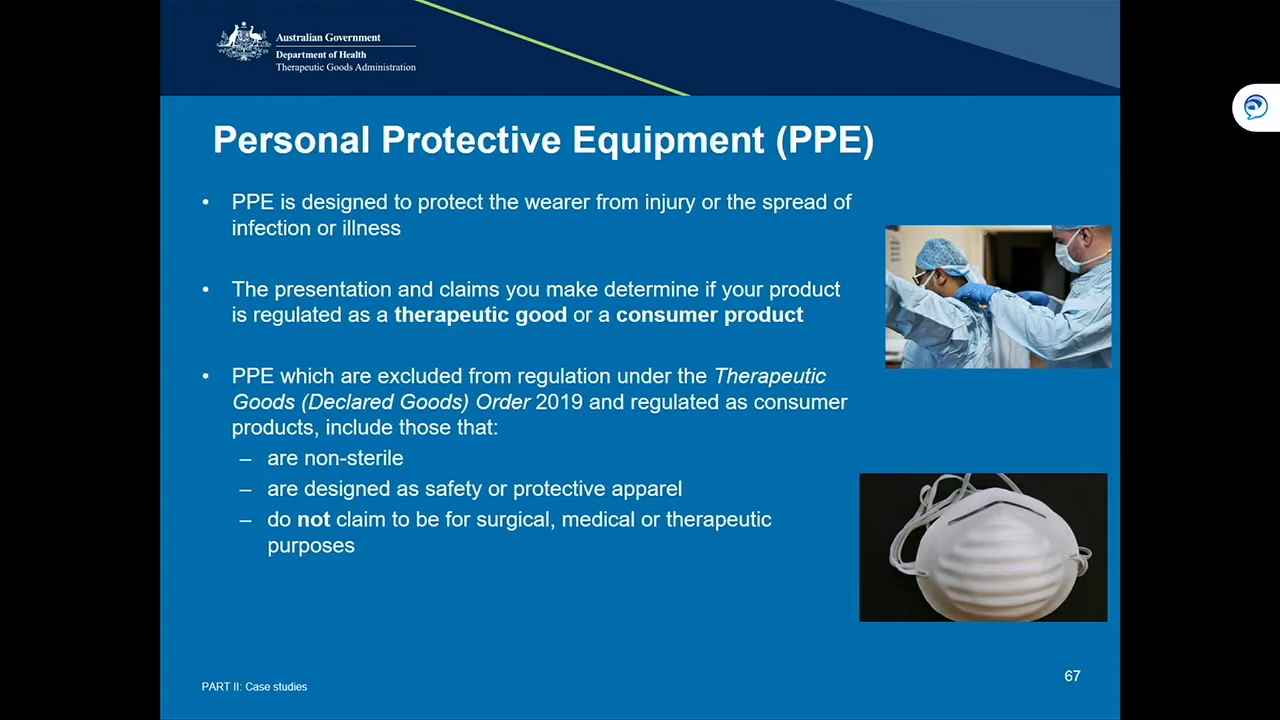 Australian Government
Department of Health
Therapeutic Goods Administration
Personal Protective Equipment (PPE)
• PPE is designed to protect the wearer from injury or the spread of
infection or illness
• The presentation and claims you make determine if your product
is regulated as a therapeutic good or a consumer product
• PPE which are excluded from regulation under the Therapeutic
Goods (Declared Goods) Order 2019 and regulated as consumer
products, include those that:
– are non-sterile
– are designed as safety or protective apparel
– do not claim to be for surgical, medical or therapeutic
purposes
PART II: Case studies
67